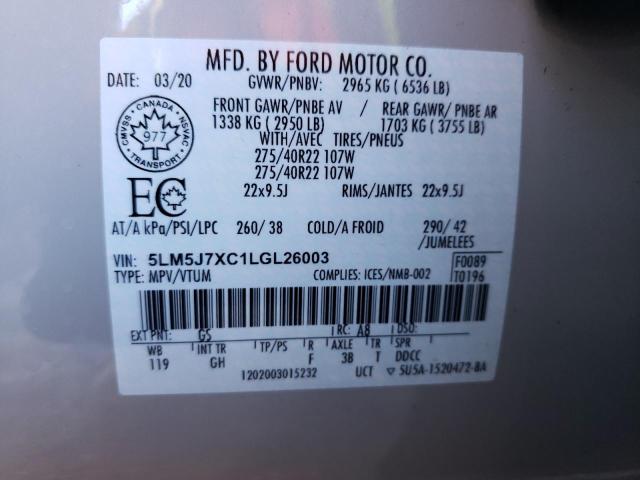 MFD. BY FORD MOTOR CO.
DATE: 03/20 GVWR/PNBV: 2965 KG ( 6536 LB)
FRONT GAWR/PNBE AV / REAR GAWR/ PNBE AR
1338 KG ( 2950 LB) 1703 KG ( 3755 LB)
WITH/AVEC TIRES/PNEUS
275/40R22 107W
275/40R22 107W
22x9.5J RIMS/JANTES 22x9.5J
CMVSS · CANADA · NSVAC
977
TRANSPORT
EC
AT/A kPa/PSI/LPC 260/ 38 COLD/A FROID 290/ 42
/JUMELEES
VIN: 5LM5J7XC1LGL26003 F0089
TYPE: MPV/VTUM COMPLIES: ICES/NMB-002 T0196
EXT PNT: GS RC: A8 DSO:
WB INT TR TP/PS R AXLE TR SPR
119 GH F 3B T DDCC
1202003015232 UCT ▽ 5U5A-1520472-BA